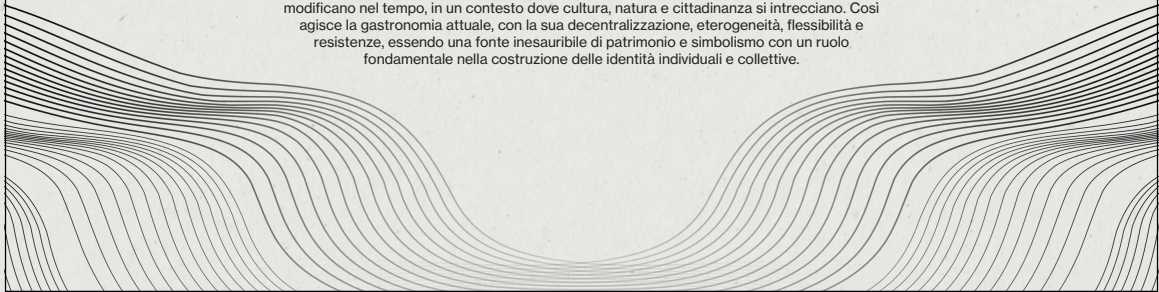 modificano nel tempo, in un contesto dove cultura, natura e cittadinanza si intrecciano. Così
agisce la gastronomia attuale, con la sua decentralizzazione, eterogeneità, flessibilità e
resistenze, essendo una fonte inesauribile di patrimonio e simbolismo con un ruolo
fondamentale nella costruzione delle identità individuali e collettive.